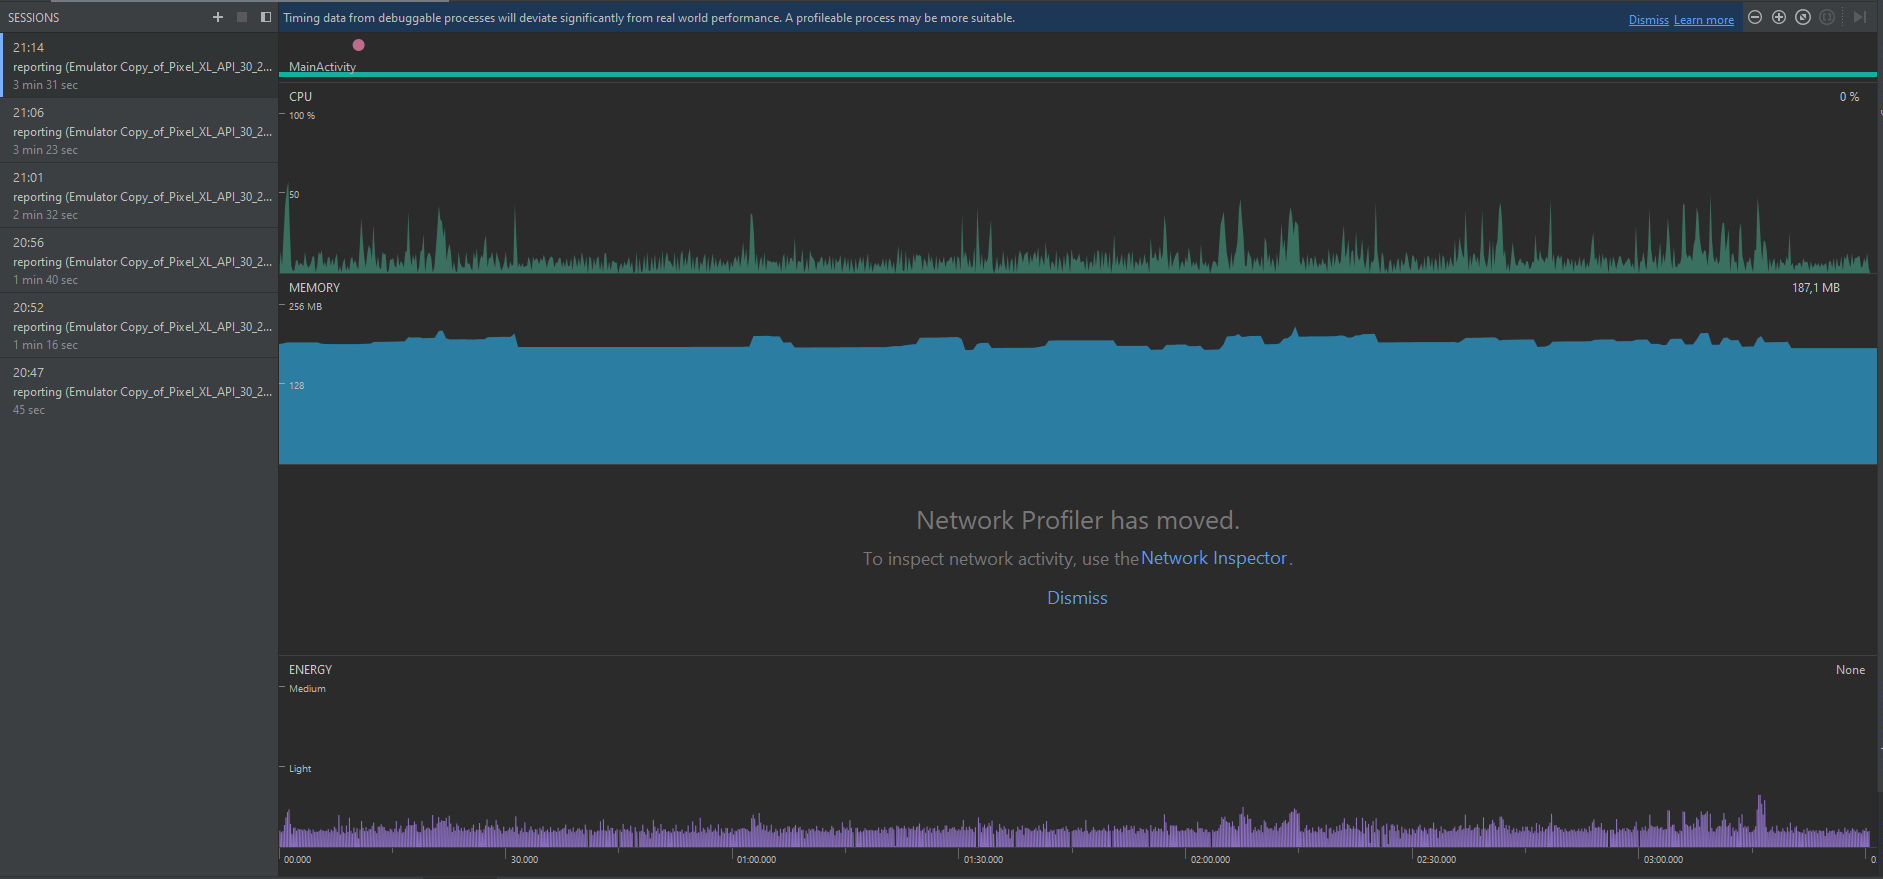 SESSIONS
Timing data from debuggable processes will deviate significantly from real world performance. A profileable process may be more suitable.
Dismiss Learn more
21:14
reporting (Emulator Copy_of_Pixel_XL_API_30_2...
3 min 31 sec
21:06
reporting (Emulator Copy_of_Pixel_XL_API_30_2...
3 min 23 sec
21:01
reporting (Emulator Copy_of_Pixel_XL_API_30_2...
2 min 32 sec
20:56
reporting (Emulator Copy_of_Pixel_XL_API_30_2...
1 min 40 sec
20:52
reporting (Emulator Copy_of_Pixel_XL_API_30_2...
1 min 16 sec
20:47
reporting (Emulator Copy_of_Pixel_XL_API_30_2...
45 sec
MainActivity
CPU
0 %
100 %
50
MEMORY
187,1 MB
256 MB
128
Network Profiler has moved.
To inspect network activity, use the Network Inspector.
Dismiss
ENERGY
None
Medium
Light
00.000
30.000
01:00.000
01:30.000
02:00.000
02:30.000
03:00.000